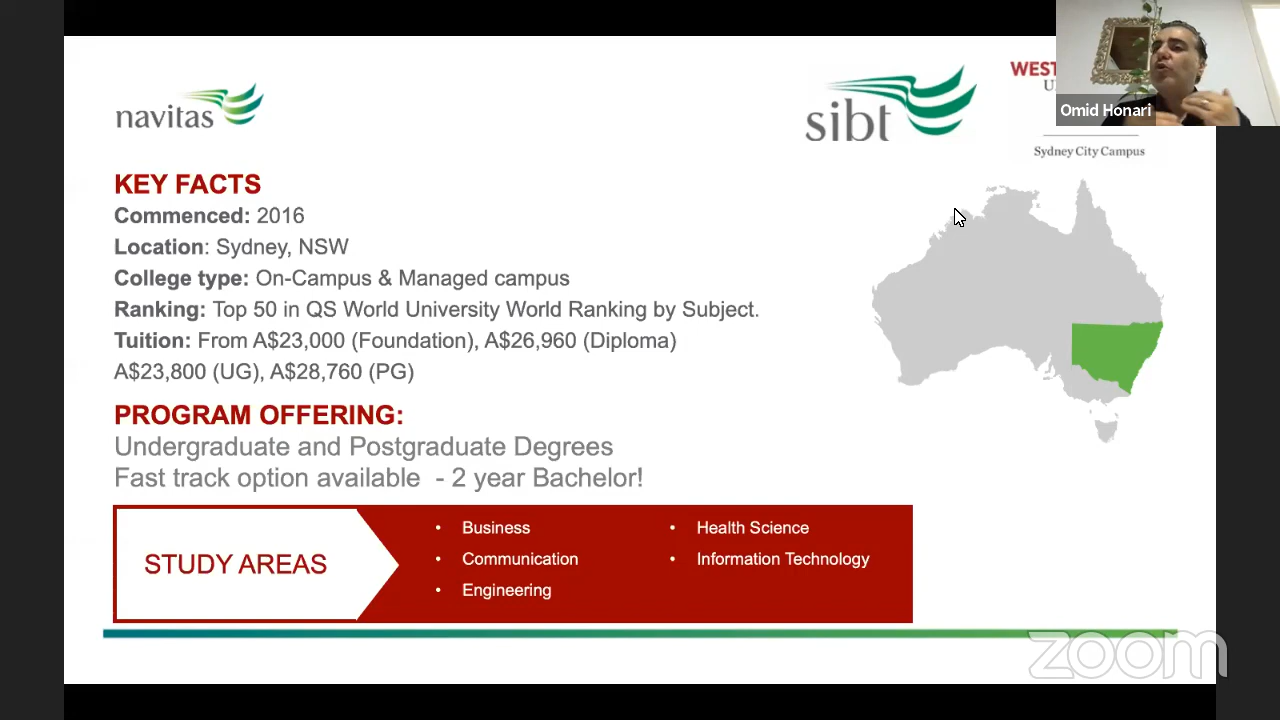 navitas
sibt
WEST
Omid Honari
Sydney City Campus
KEY FACTS
Commenced: 2016
Location: Sydney, NSW
College type: On-Campus & Managed campus
Ranking: Top 50 in QS World University World Ranking by Subject.
Tuition: From A$23,000 (Foundation), A$26,960 (Diploma)
A$23,800 (UG), A$28,760 (PG)
PROGRAM OFFERING:
Undergraduate and Postgraduate Degrees
Fast track option available - 2 year Bachelor!
STUDY AREAS
• Business
• Communication
• Engineering
• Health Science
• Information Technology
zoom